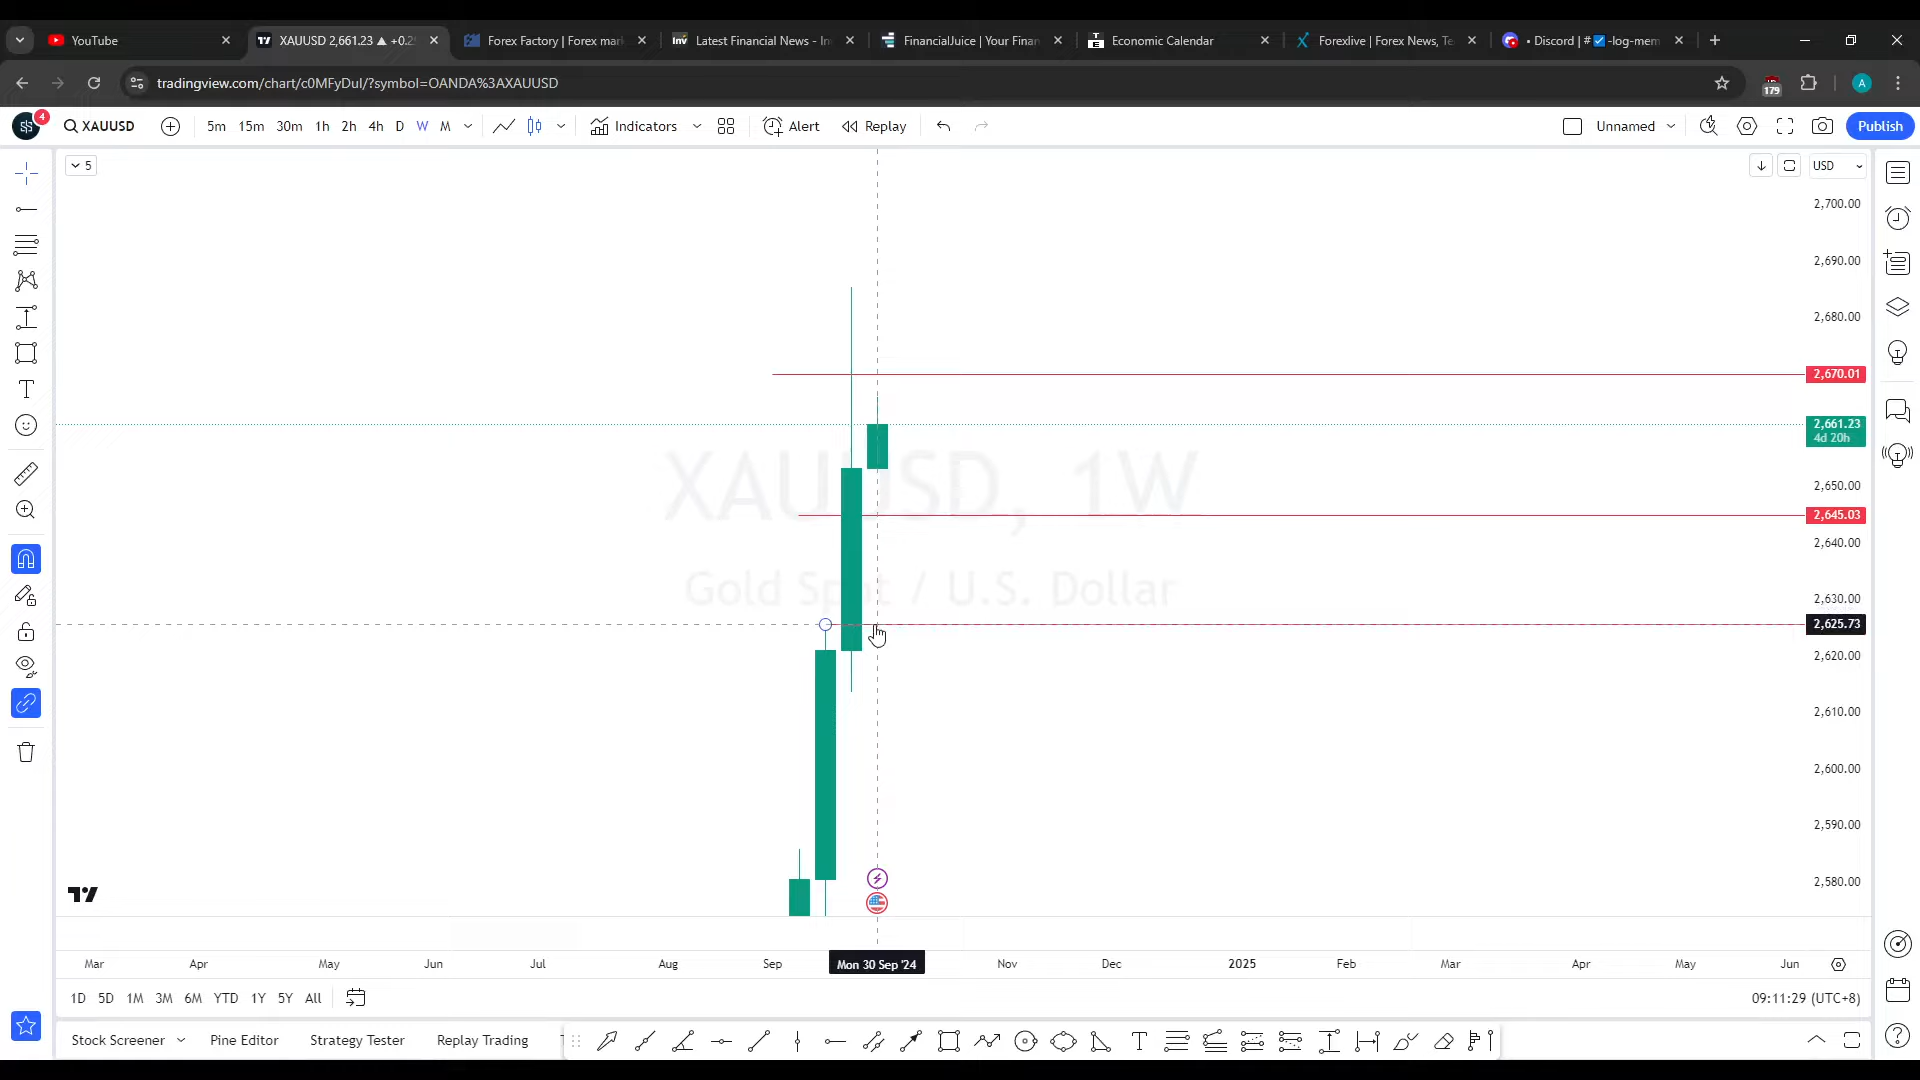 YouTube
XAUUSD 2,661.23 ▲ +0.2
Forex Factory | Forex mar
Inv
Latest Financial News - In
FinancialJuice | Your Finan
Economic Calendar
Forexlive | Forex News, Te
• Discord | #✅-log-mem
tradingview.com/chart/c0MFyDuI/?symbol=OANDA%3AXAUUSD
179
A
4
XAUUSD
5m
15m
30m
1h
2h
4h
D
W
M
Indicators
Alert
Replay
Unnamed
Publish
5
USD
2,700.00
2,690.00
2,680.00
2,670.01
2,661.23
4d 20h
2,650.00
2,645.03
2,640.00
2,630.00
2,625.73
2,620.00
2,610.00
2,600.00
2,590.00
2,580.00
XAUUSD, 1W
Gold Spot / U.S. Dollar
Mar
Apr
May
Jun
Jul
Aug
Sep
Mon 30 Sep '24
Nov
Dec
2025
Feb
Mar
Apr
May
Jun
1D
5D
1M
3M
6M
YTD
1Y
5Y
All
09:11:29 (UTC+8)
Stock Screener
Pine Editor
Strategy Tester
Replay Trading